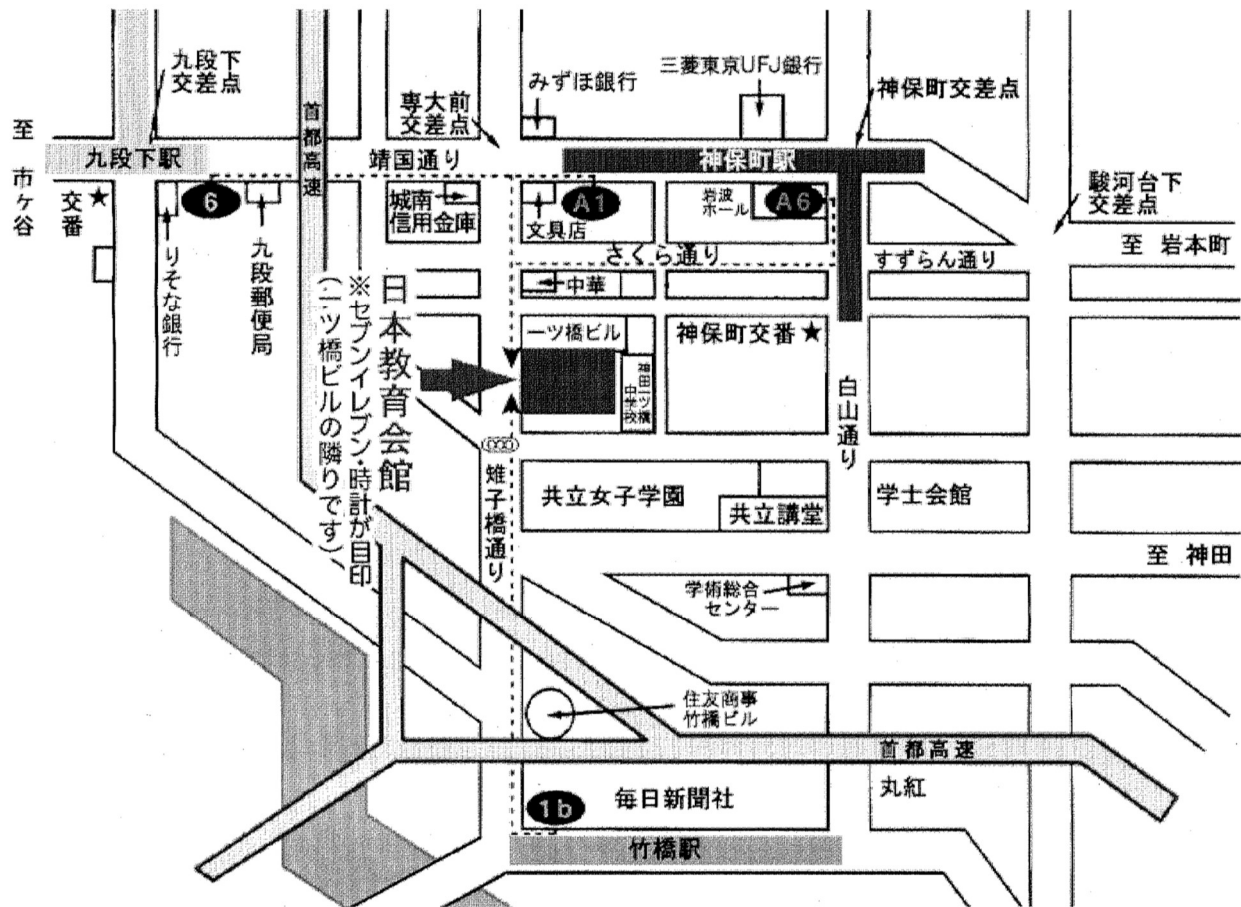 九段下
交差点
みずほ銀行
三菱東京UFJ銀行
神保町交差点
専大前
交差点
首都高速
至 市ヶ谷
九段下駅
靖国通り
神保町駅
駿河台下
交差点
交番
6
城南
信用金庫
文具店
A1
岩波
ホール
A6
至 岩本町
りそな銀行
九段郵便局
さくら通り
すずらん通り
中華
日本教育会館
※セブンイレブン・時計が目印
(一ツ橋ビルの隣りです)
一ツ橋ビル
神田一ツ橋
中学校
神保町交番
白山通り
雉子橋通り
共立女子学園
共立講堂
学士会館
至 神田
学術総合
センター
住友商事
竹橋ビル
首都高速
1b
毎日新聞社
丸紅
竹橋駅